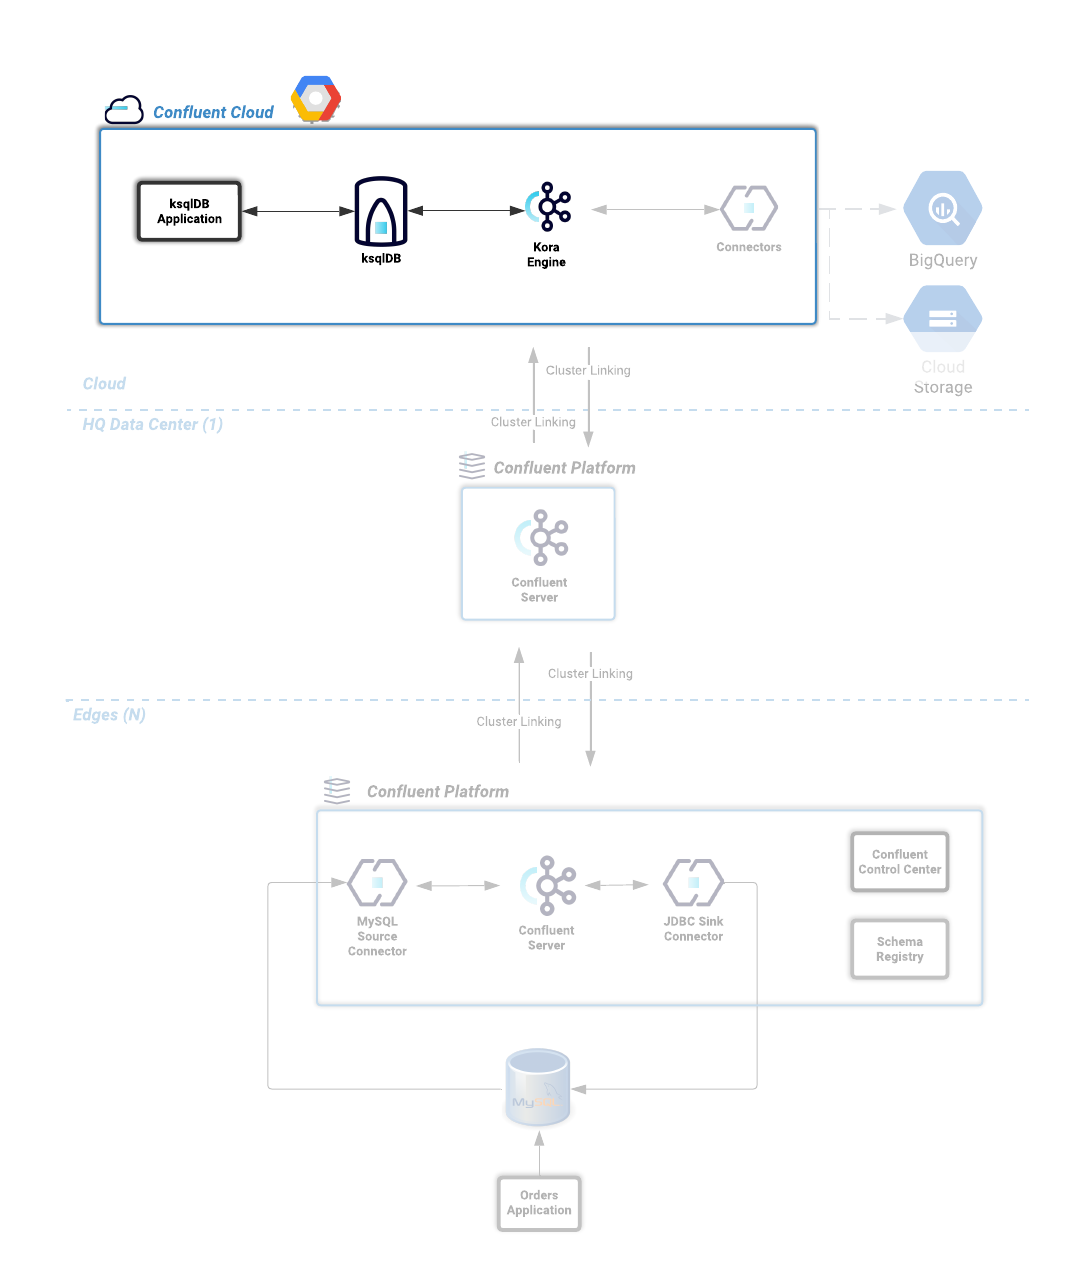 Confluent Cloud
ksqlDB
Application
ksqlDB
Kora
Engine
Connectors
BigQuery
Cloud
Storage
Cluster Linking
Cloud
HQ Data Center (1)
Cluster Linking
Confluent Platform
Confluent
Server
Cluster Linking
Edges (N)
Cluster Linking
Confluent Platform
Confluent
Control Center
MySQL
Source
Connector
Confluent
Server
JDBC Sink
Connector
Schema
Registry
MySQL
Orders
Application